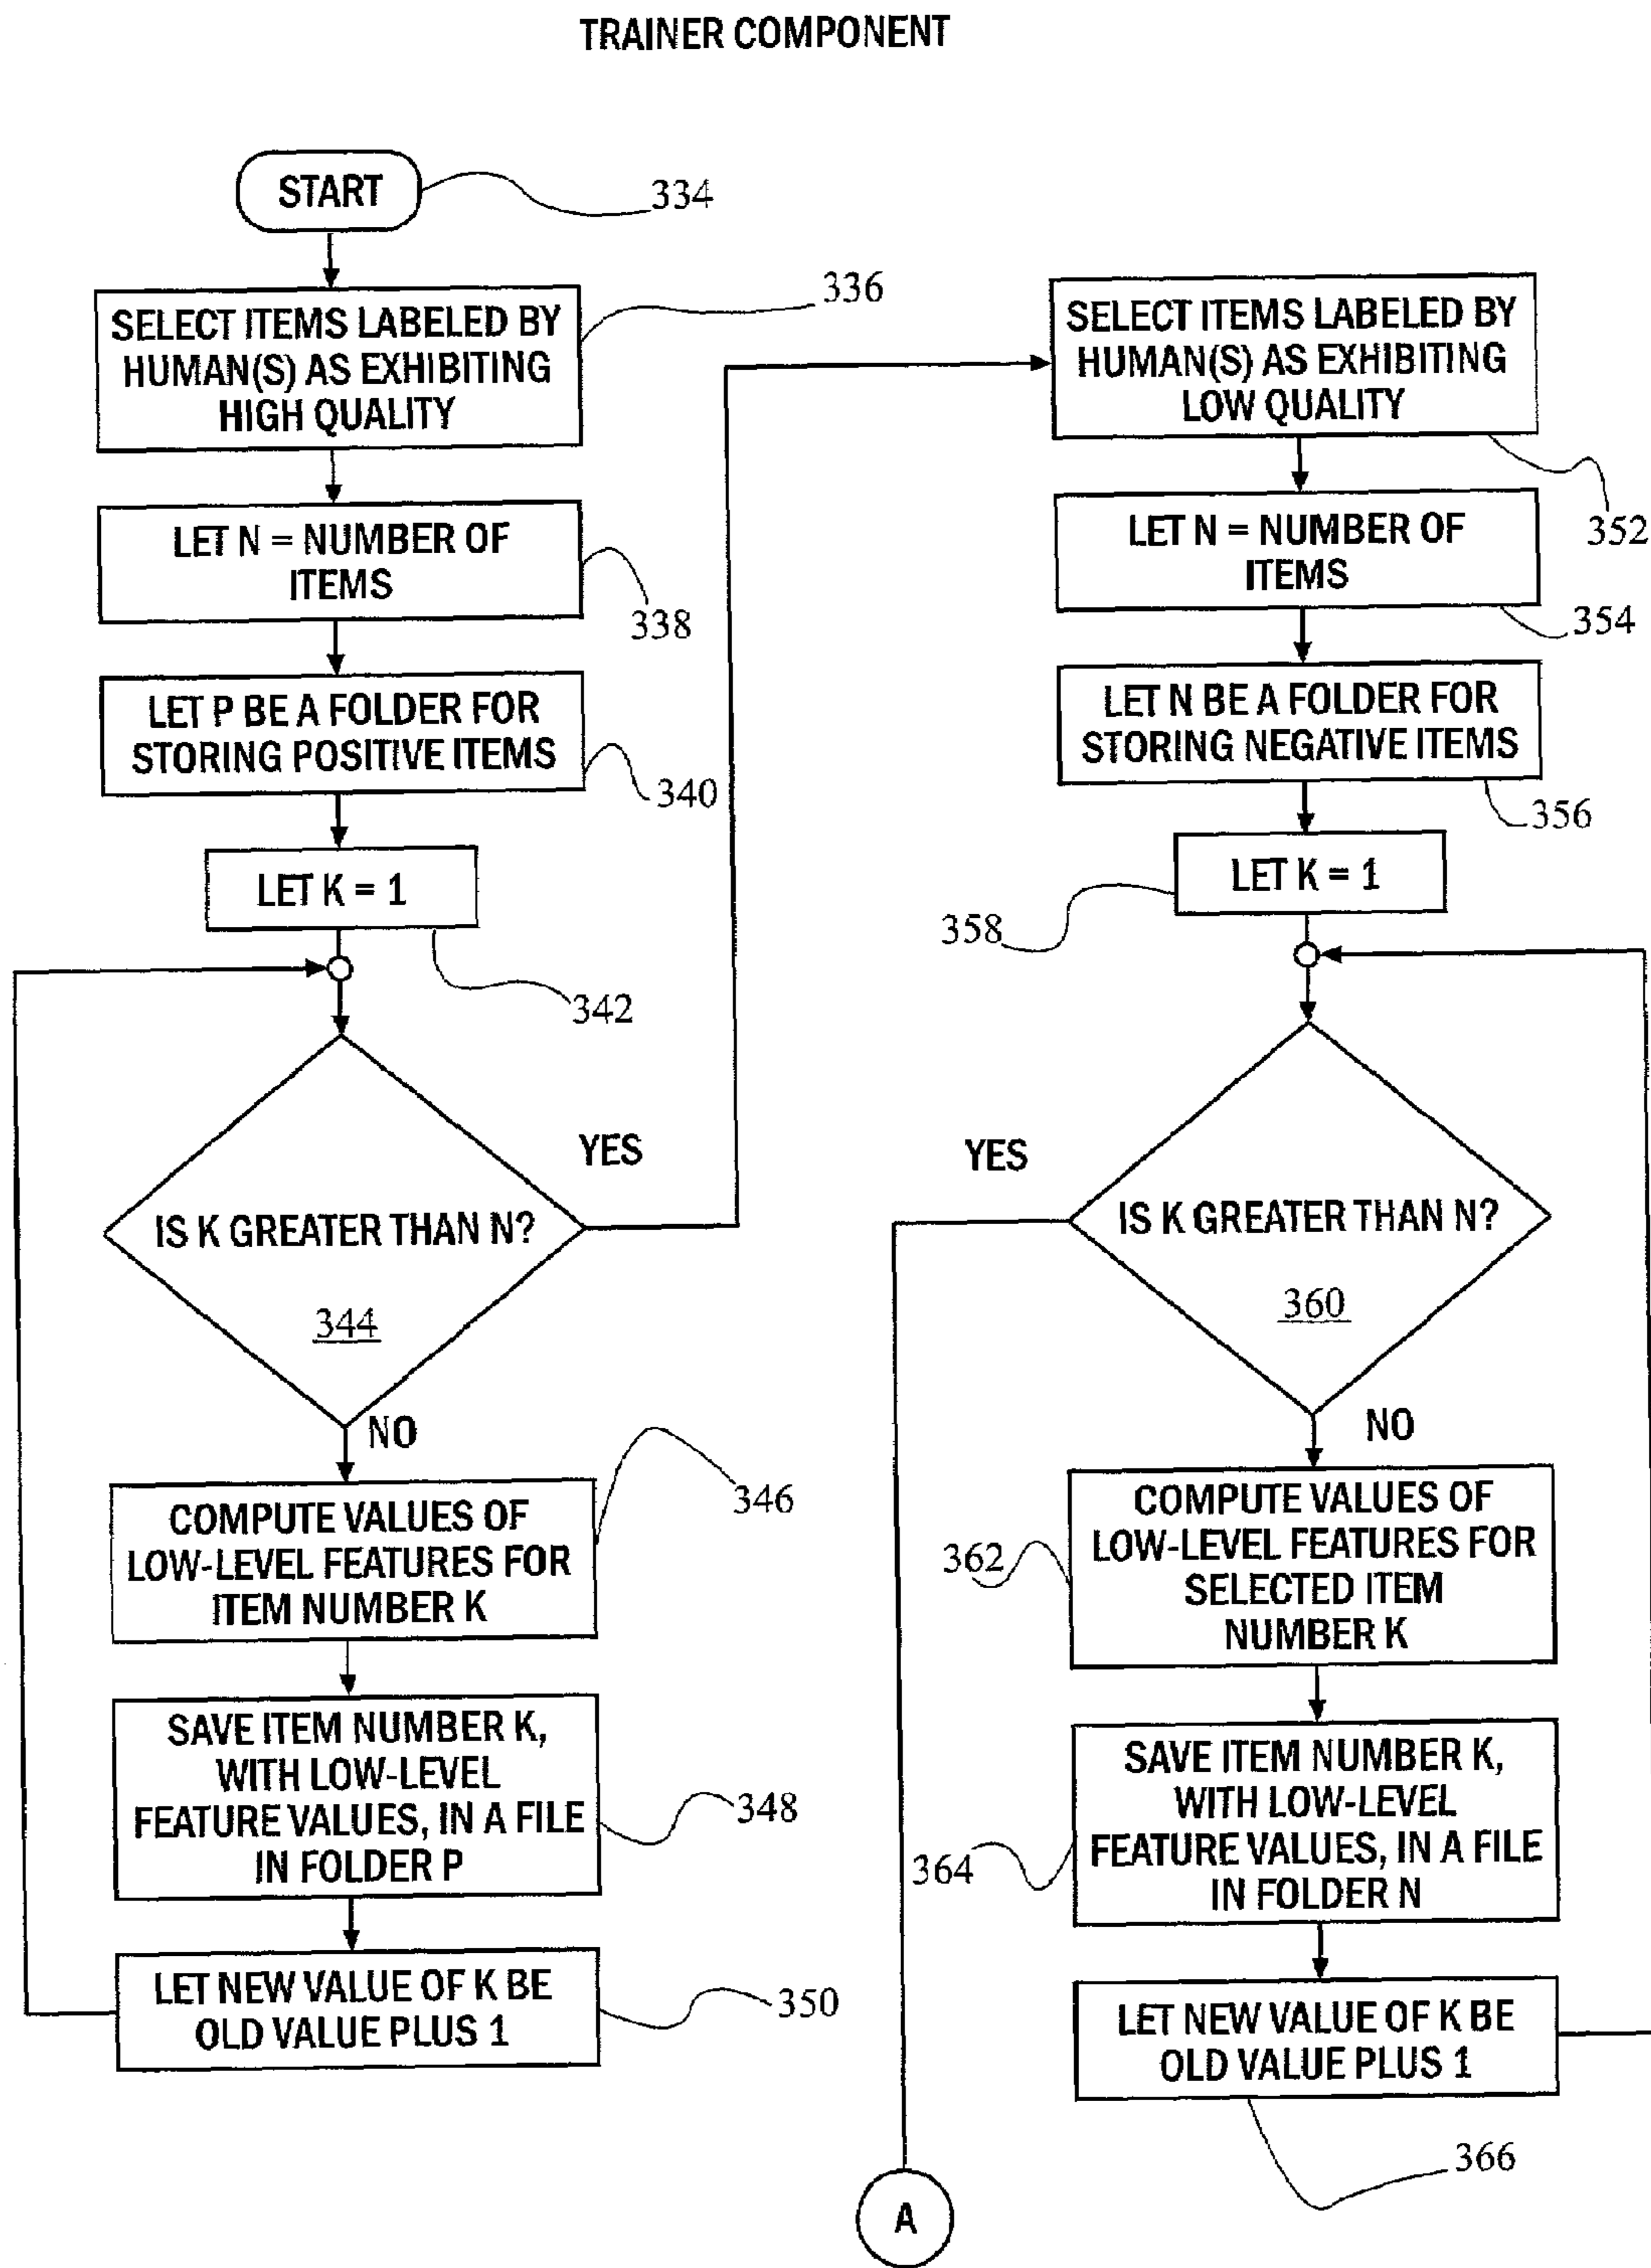 TRAINER COMPONENT
START
334
SELECT ITEMS LABELED BY
HUMAN(S) AS EXHIBITING
HIGH QUALITY
336
LET N = NUMBER OF
ITEMS
338
LET P BE A FOLDER FOR
STORING POSITIVE ITEMS
340
LET K = 1
342
IS K GREATER THAN N?
344
YES
NO
COMPUTE VALUES OF
LOW-LEVEL FEATURES FOR
ITEM NUMBER K
346
SAVE ITEM NUMBER K,
WITH LOW-LEVEL
FEATURE VALUES, IN A FILE
IN FOLDER P
348
LET NEW VALUE OF K BE
OLD VALUE PLUS 1
350
SELECT ITEMS LABELED BY
HUMAN(S) AS EXHIBITING
LOW QUALITY
352
LET N = NUMBER OF
ITEMS
354
LET N BE A FOLDER FOR
STORING NEGATIVE ITEMS
356
LET K = 1
358
YES
IS K GREATER THAN N?
360
NO
COMPUTE VALUES OF
LOW-LEVEL FEATURES FOR
SELECTED ITEM
NUMBER K
362
SAVE ITEM NUMBER K,
WITH LOW-LEVEL
FEATURE VALUES, IN A FILE
IN FOLDER N
364
LET NEW VALUE OF K BE
OLD VALUE PLUS 1
366
A